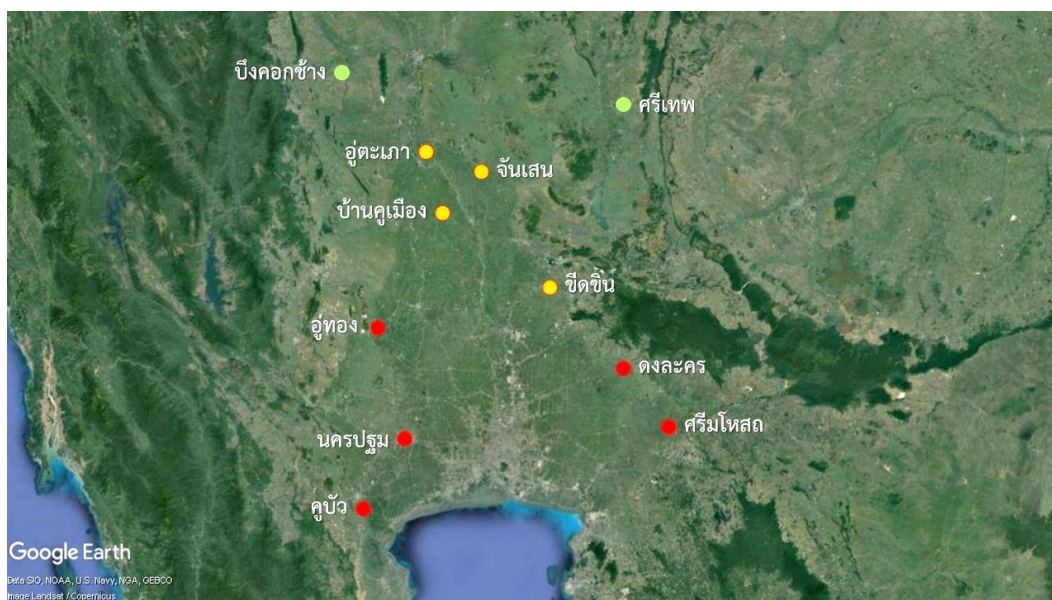 บึงคอกช้าง
ศรีเทพ
อู่ตะเภา
จันเสน
บ้านคูเมือง
ขีดขิน
อู่ทอง
ดงละคร
ศรีมโหสถ
นครปฐม
คูบัว
Google Earth
Data SIO, NOAA, U.S. Navy, NGA, GEBCO
Image Landsat / Copernicus